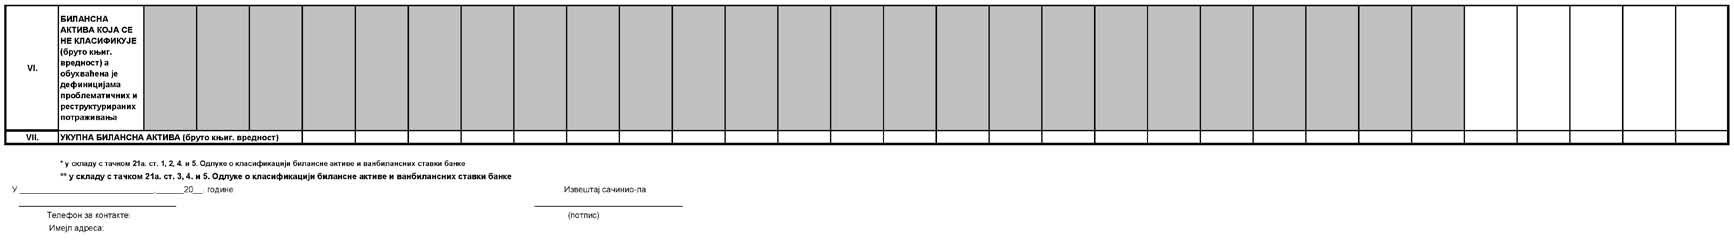 VI.
БИЛАНСНА
АКТИВА КОЈА СЕ
НЕ КЛАСИФИКУЈЕ
(бруто књиг.
вредност) а
обухваћена је
дефиницијама
проблематичних и
реструктурираних
потраживања
VII. УКУПНА БИЛАНСНА АКТИВА (бруто књиг. вредност)
* у складу с тачком 21а. ст. 1, 2, 4. и 5. Одлуке о класификацији билансне активе и ванбилансних ставки банке
** у складу с тачком 21а. ст. 3, 4. и 5. Одлуке о класификацији билансне активе и ванбилансних ставки банке
У _____________________________, ______20__. године Извештај сачинио-ла
Телефон за контакте: (потпис)
Имејл адреса: